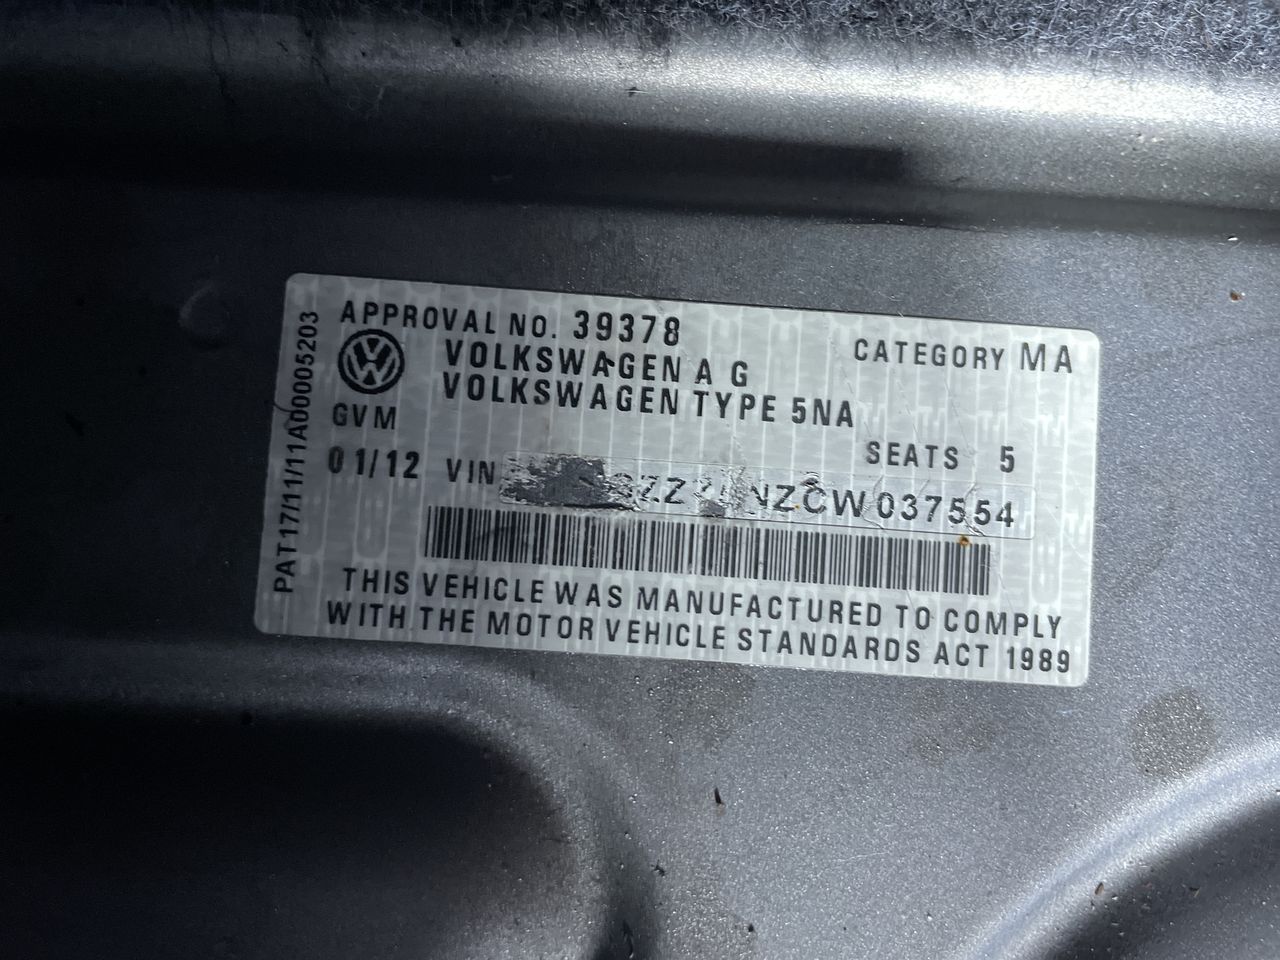 PAT17/11/11A00005203
APPROVAL NO. 39378
CATEGORY MA
VOLKSWAGEN A G
VOLKSWAGEN TYPE 5NA
GVM
SEATS 5
01/12 VIN ZCW037554
THIS VEHICLE WAS MANUFACTURED TO COMPLY
WITH THE MOTOR VEHICLE STANDARDS ACT 1989